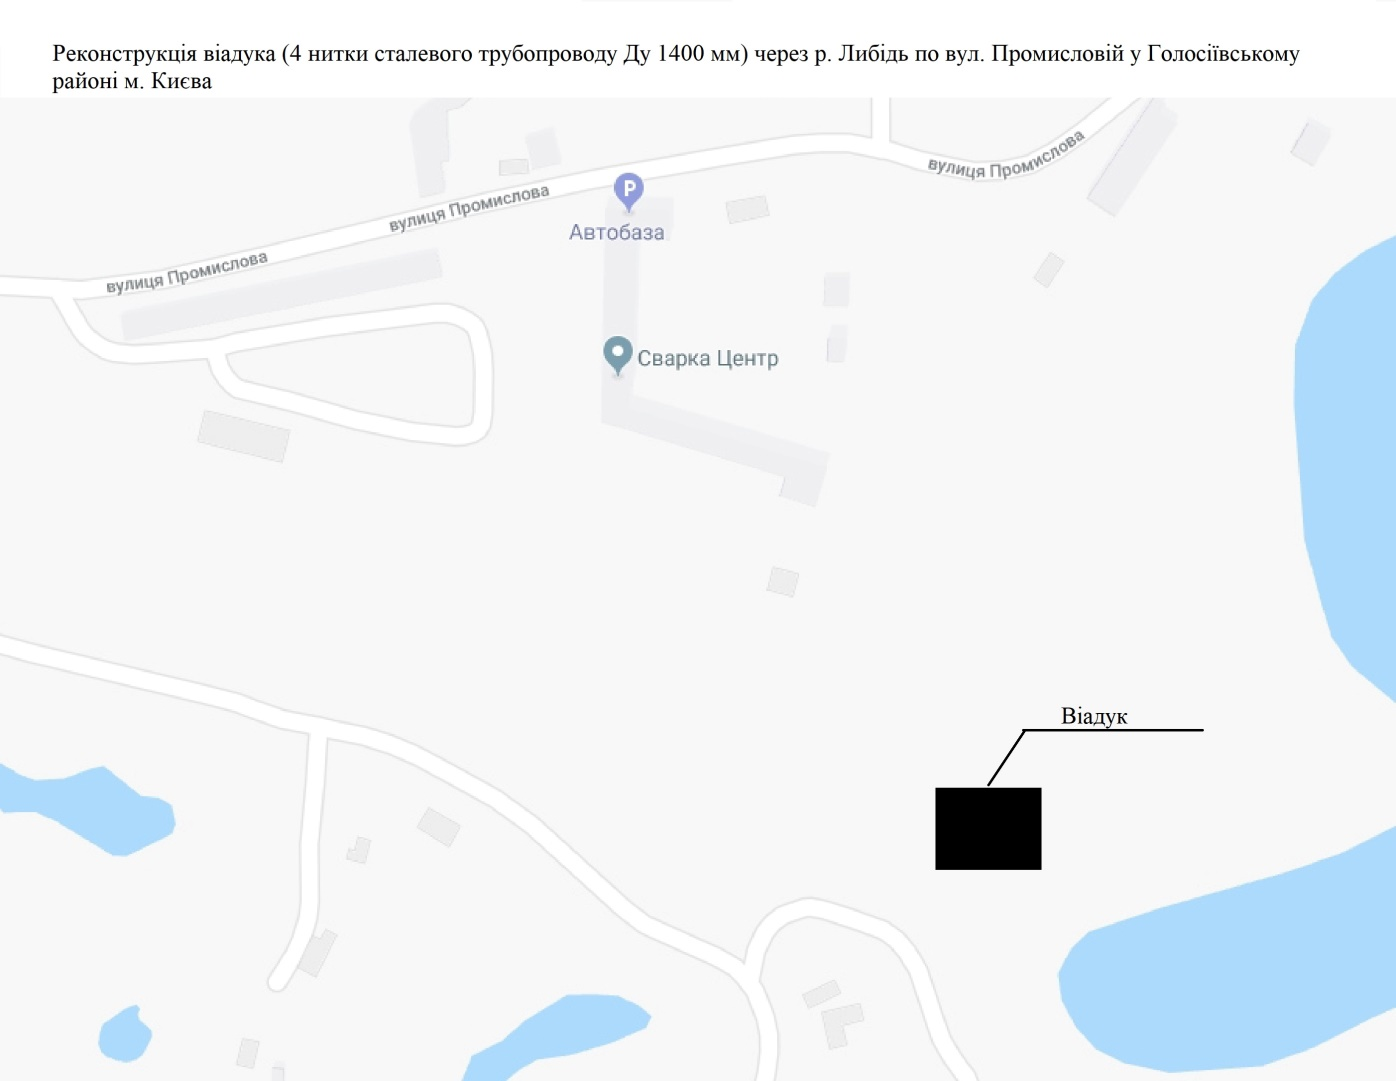 Реконструкція віадука (4 нитки сталевого трубопроводу Ду 1400 мм) через р. Либідь по вул. Промисловій у Голосіївському
районі м. Києва
вулиця Промислова
P
вулиця Промислова
Автобаза
вулиця Промислова
Сварка Центр
Віадук